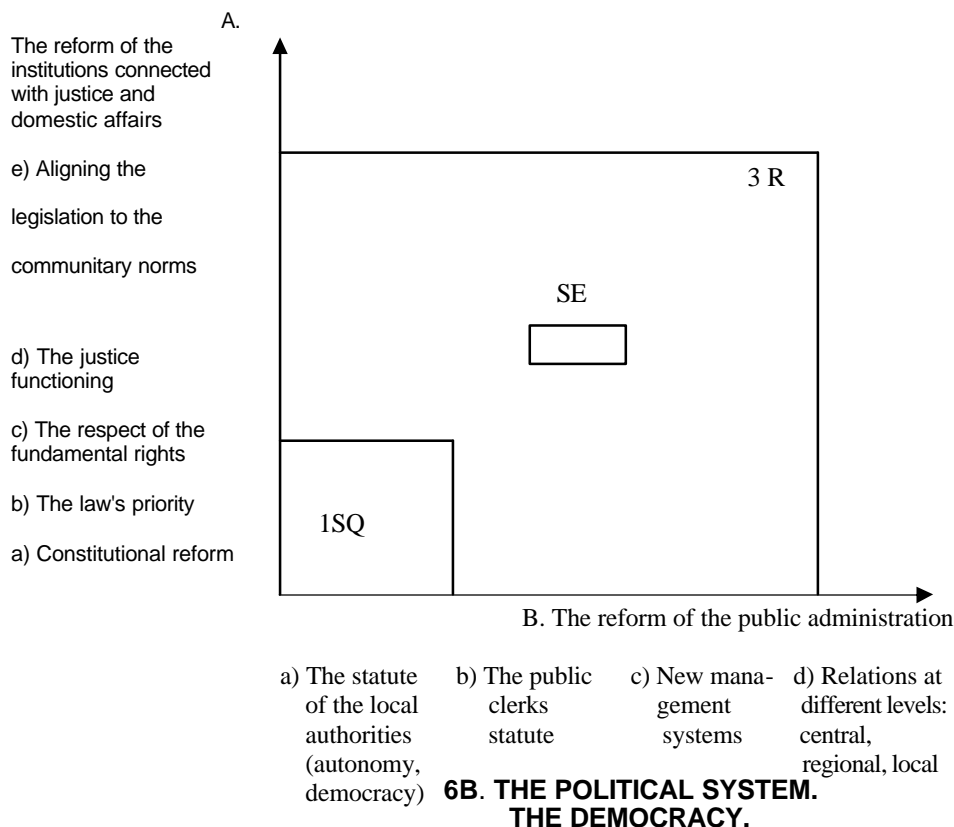 A.
The reform of the
institutions connected
with justice and
domestic affairs
e) Aligning the
legislation to the
communitary norms
d) The justice
functioning
c) The respect of the
fundamental rights
b) The law's priority
a) Constitutional reform
3 R
SE
1SQ
B. The reform of the public administration
a) The statute
of the local
authorities
(autonomy,
democracy)
b) The public
clerks
statute
c) New mana-
gement
systems
d) Relations at
different levels:
central,
regional, local
6B. THE POLITICAL SYSTEM.
THE DEMOCRACY.